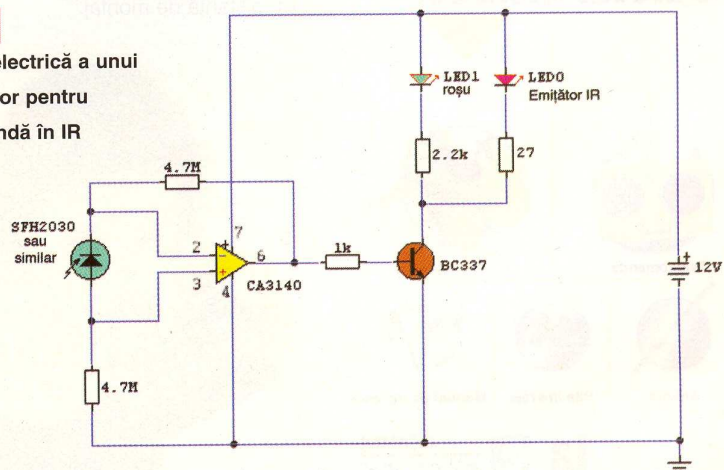 electrică a unui
or pentru
ndă în IR
LED1
roșu
LED0
Emițător IR
2.2k
27
4.7M
SFH2030
sau
similar
7
2
6
3
4
CA3140
1k
BC337
12V
4.7M